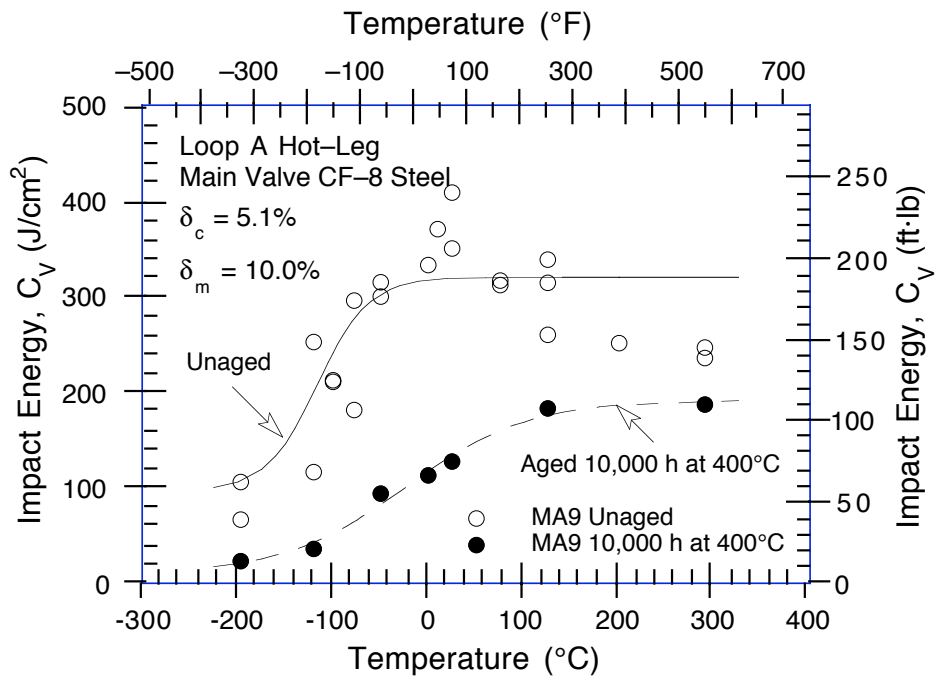 Temperature (°F)
–500 –300 –100 100 300 500 700
500
400
300
200
100
0
Impact Energy, C_V (J/cm²)
Loop A Hot–Leg
Main Valve CF–8 Steel
δ_c = 5.1%
δ_m = 10.0%
Unaged
Aged 10,000 h at 400°C
MA9 Unaged
MA9 10,000 h at 400°C
250
200
150
100
50
0
Impact Energy, C_V (ft·lb)
-300 -200 -100 0 100 200 300 400
Temperature (°C)